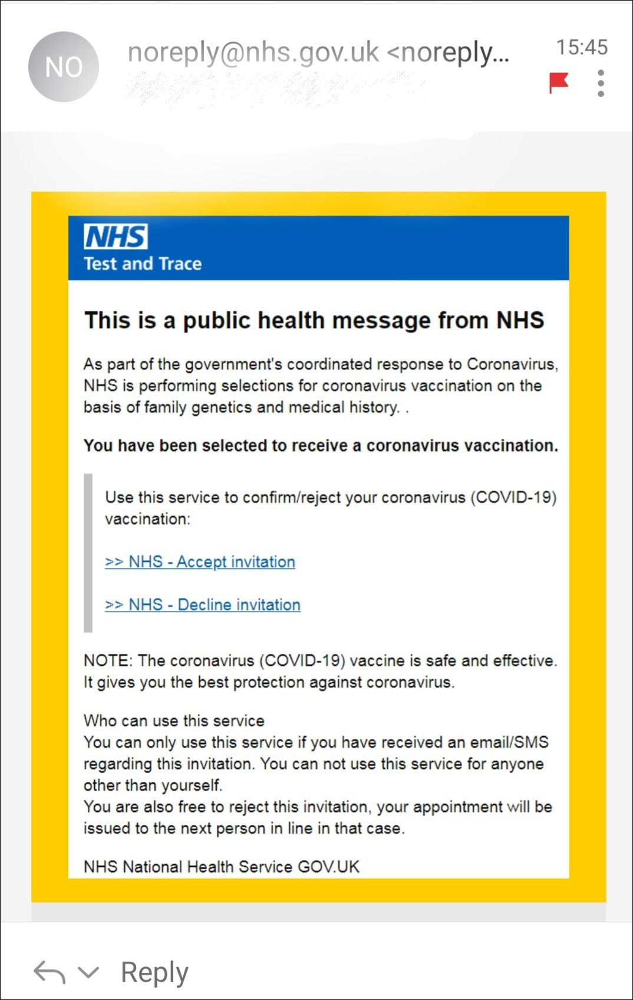 NO
noreply@nhs.gov.uk <noreply...
15:45
NHS
Test and Trace
This is a public health message from NHS
As part of the government's coordinated response to Coronavirus,
NHS is performing selections for coronavirus vaccination on the
basis of family genetics and medical history. .
You have been selected to receive a coronavirus vaccination.
Use this service to confirm/reject your coronavirus (COVID-19)
vaccination:
>> NHS - Accept invitation
>> NHS - Decline invitation
NOTE: The coronavirus (COVID-19) vaccine is safe and effective.
It gives you the best protection against coronavirus.
Who can use this service
You can only use this service if you have received an email/SMS
regarding this invitation. You can not use this service for anyone
other than yourself.
You are also free to reject this invitation, your appointment will be
issued to the next person in line in that case.
NHS National Health Service GOV.UK
Reply